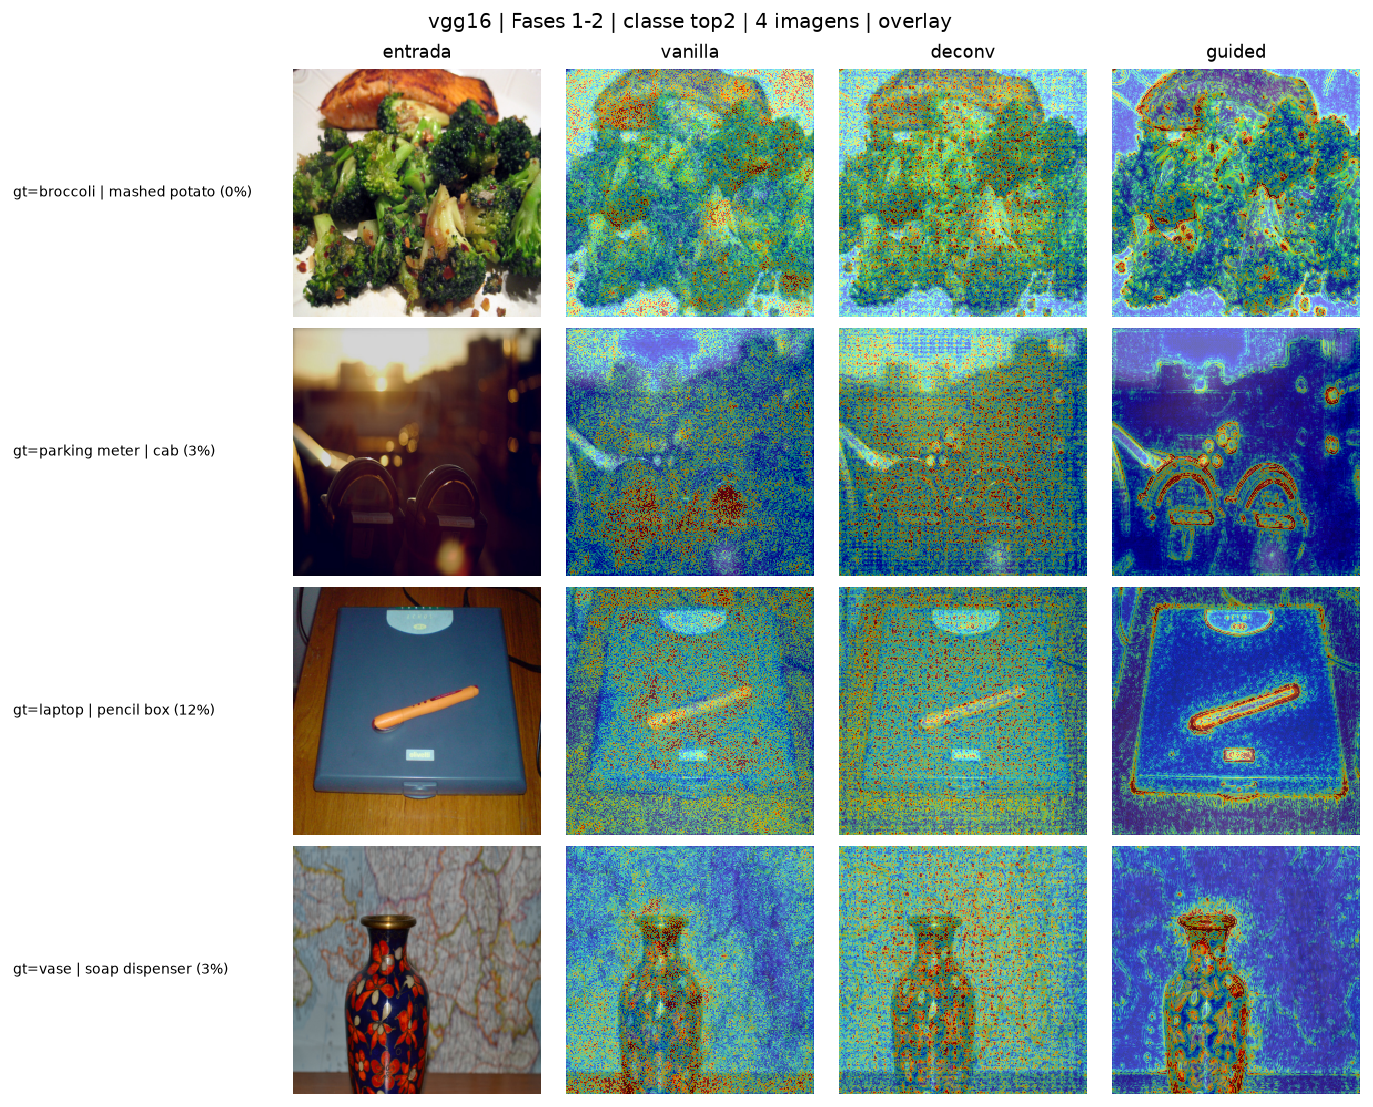 vgg16 | Fases 1-2 | classe top2 | 4 imagens | overlay
entrada
vanilla
deconv
guided
gt=broccoli | mashed potato (0%)
gt=parking meter | cab (3%)
gt=laptop | pencil box (12%)
gt=vase | soap dispenser (3%)